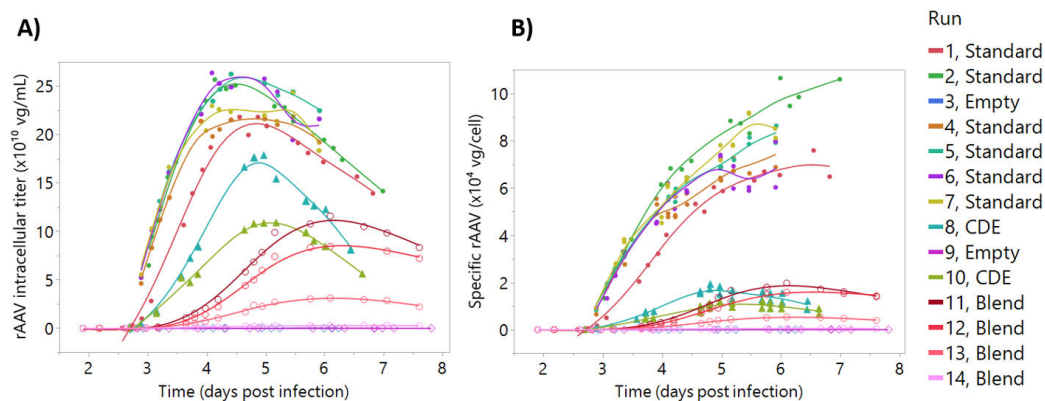 A)
B)
rAAV intracellular titer (x10¹⁰ vg/mL)
25
20
15
10
5
0
2 3 4 5 6 7 8
Time (days post infection)
Specific rAAV (x10⁴ vg/cell)
10
8
6
4
2
0
2 3 4 5 6 7 8
Time (days post infection)
Run
1, Standard
2, Standard
3, Empty
4, Standard
5, Standard
6, Standard
7, Standard
8, CDE
9, Empty
10, CDE
11, Blend
12, Blend
13, Blend
14, Blend